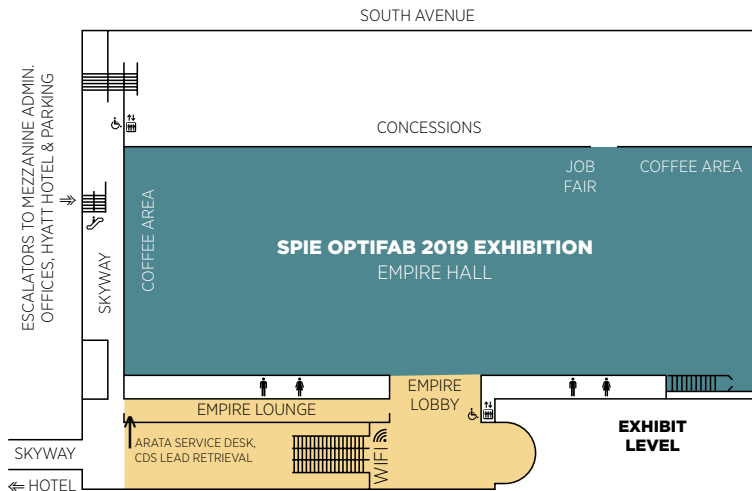 SOUTH AVENUE
ESCALATORS TO MEZZANINE ADMIN.
OFFICES, HYATT HOTEL & PARKING
CONCESSIONS
JOB
FAIR
COFFEE AREA
COFFEE AREA
SKYWAY
SPIE OPTIFAB 2019 EXHIBITION
EMPIRE HALL
EMPIRE
LOBBY
EMPIRE LOUNGE
ARATA SERVICE DESK,
CDS LEAD RETRIEVAL
WIFI
EXHIBIT
LEVEL
SKYWAY
HOTEL